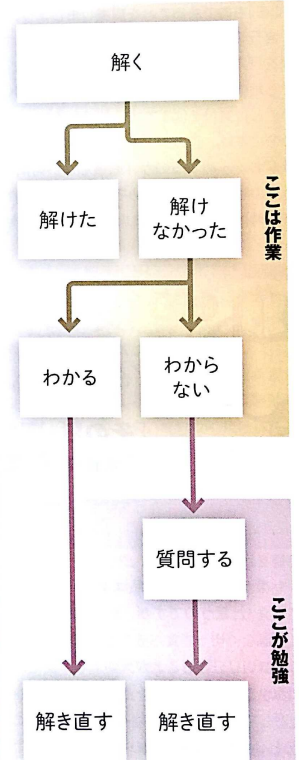 解く
解けた
解け
なかった
ここは作業
わかる
わから
ない
質問する
ここが勉強
解き直す
解き直す